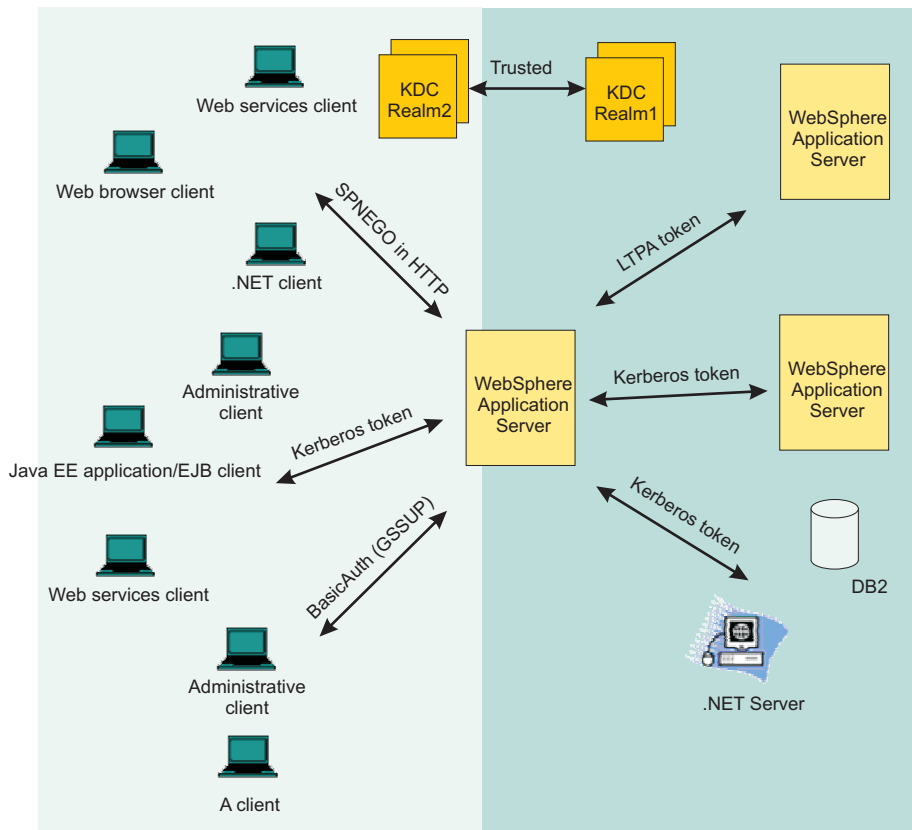 Web services client
KDC
Realm2
Trusted
KDC
Realm1
WebSphere
Application
Server
Web browser client
SPNEGO in HTTP
.NET client
LTPA token
Administrative
client
WebSphere
Application
Server
Kerberos token
WebSphere
Application
Server
Java EE application/EJB client
Kerberos token
Kerberos token
Web services client
BasicAuth (GSSUP)
DB2
Administrative
client
.NET Server
A client